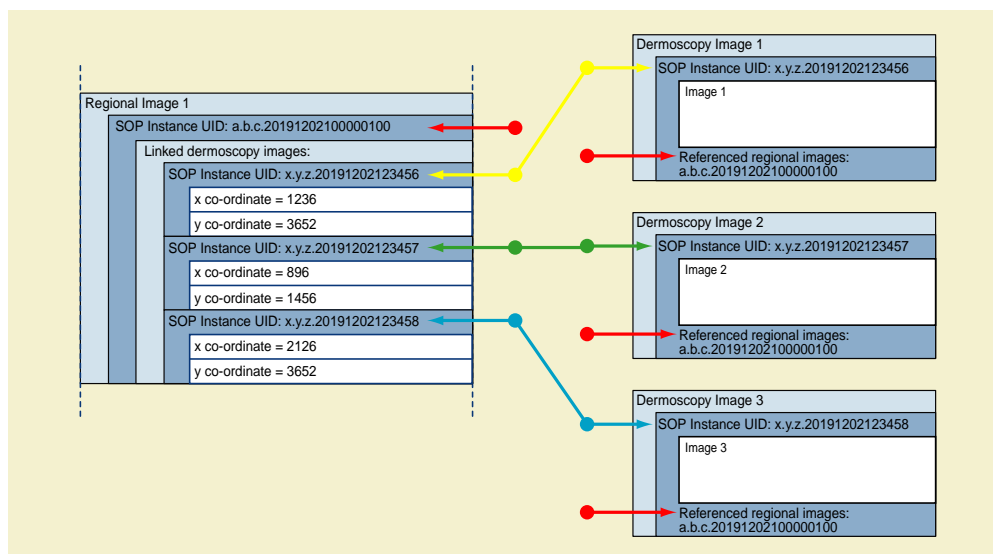 Regional Image 1
SOP Instance UID: a.b.c.20191202100000100
Linked dermoscopy images:
SOP Instance UID: x.y.z.20191202123456
x co-ordinate = 1236
y co-ordinate = 3652
SOP Instance UID: x.y.z.20191202123457
x co-ordinate = 896
y co-ordinate = 1456
SOP Instance UID: x.y.z.20191202123458
x co-ordinate = 2126
y co-ordinate = 3652
Dermoscopy Image 1
SOP Instance UID: x.y.z.20191202123456
Image 1
Referenced regional images:
a.b.c.20191202100000100
Dermoscopy Image 2
SOP Instance UID: x.y.z.20191202123457
Image 2
Referenced regional images:
a.b.c.20191202100000100
Dermoscopy Image 3
SOP Instance UID: x.y.z.20191202123458
Image 3
Referenced regional images:
a.b.c.20191202100000100